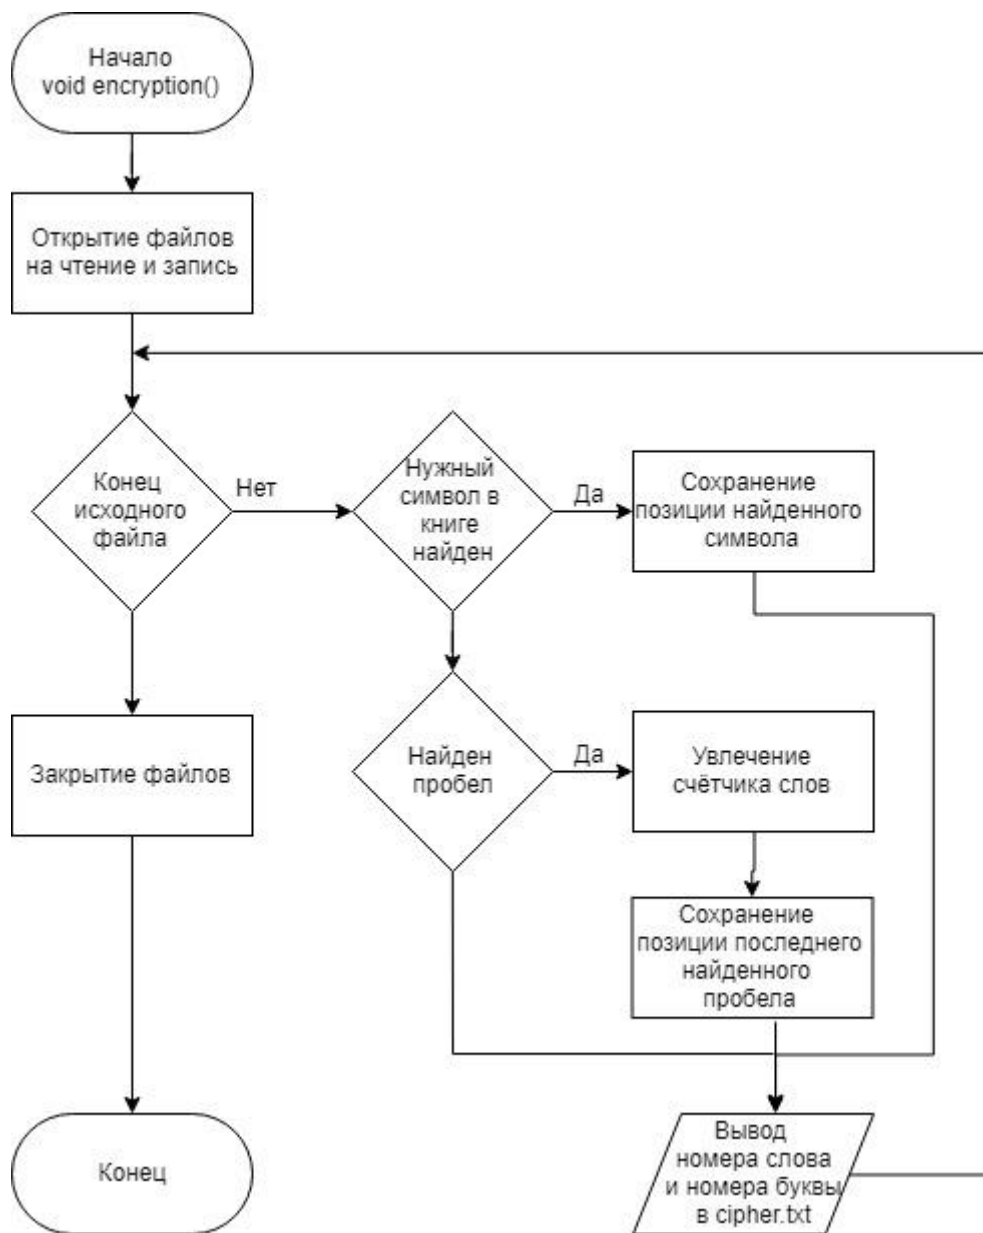 Начало
void encryption()
Открытие файлов
на чтение и запись
Конец
исходного
файла
Нет
Нужный
символ в
книге
найден
Да
Сохранение
позиции найденного
символа
Найден
пробел
Да
Увлечение
счётчика слов
Закрытие файлов
Сохранение
позиции последнего
найденного
пробела
Конец
Вывод
номера слова
и номера буквы
в cipher.txt